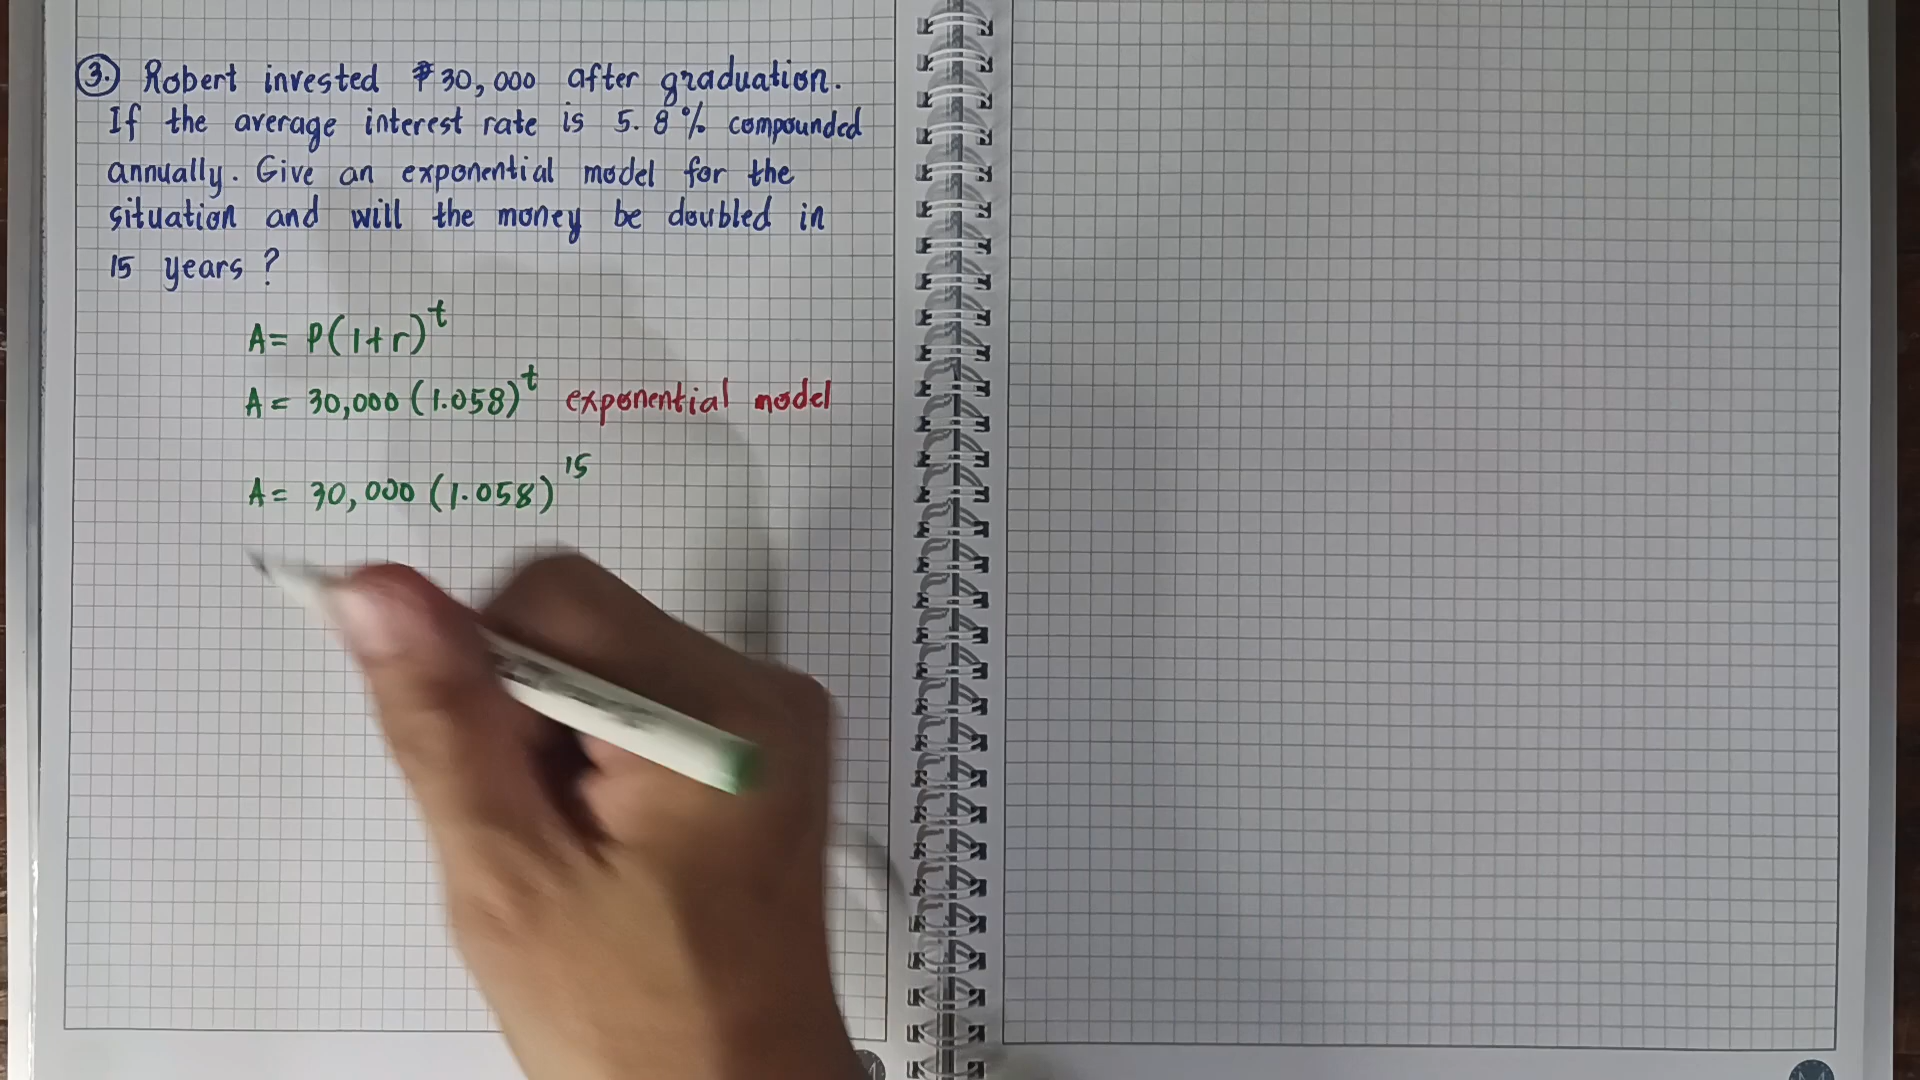 3. Robert invested ₱30,000 after graduation.
If the average interest rate is 5.8% compounded
annually. Give an exponential model for the
situation and will the money be doubled in
15 years?
A = P(1+r)^t
A = 30,000 (1.058)^t exponential model
A = 30,000 (1.058)^15